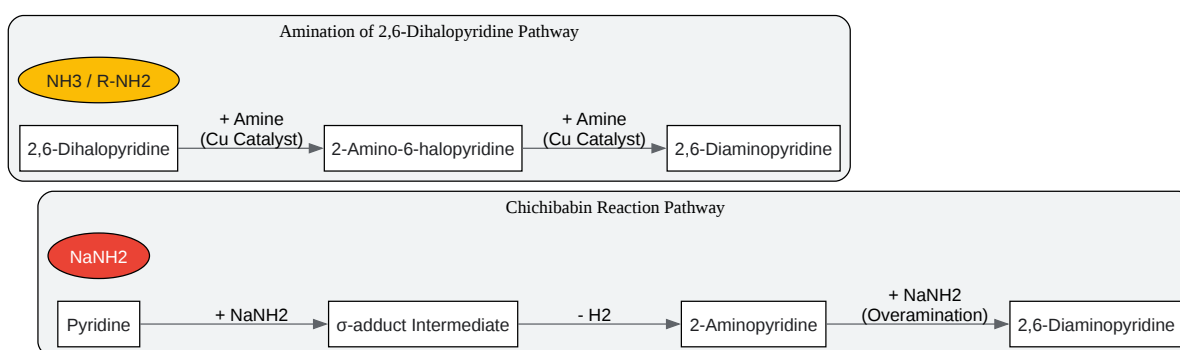 Amination of 2,6-Dihalopyridine Pathway
NH3 / R-NH2
2,6-Dihalopyridine
+ Amine
(Cu Catalyst)
2-Amino-6-halopyridine
+ Amine
(Cu Catalyst)
2,6-Diaminopyridine
Chichibabin Reaction Pathway
NaNH2
Pyridine
+ NaNH2
σ-adduct Intermediate
- H2
2-Aminopyridine
+ NaNH2
(Overamination)
2,6-Diaminopyridine